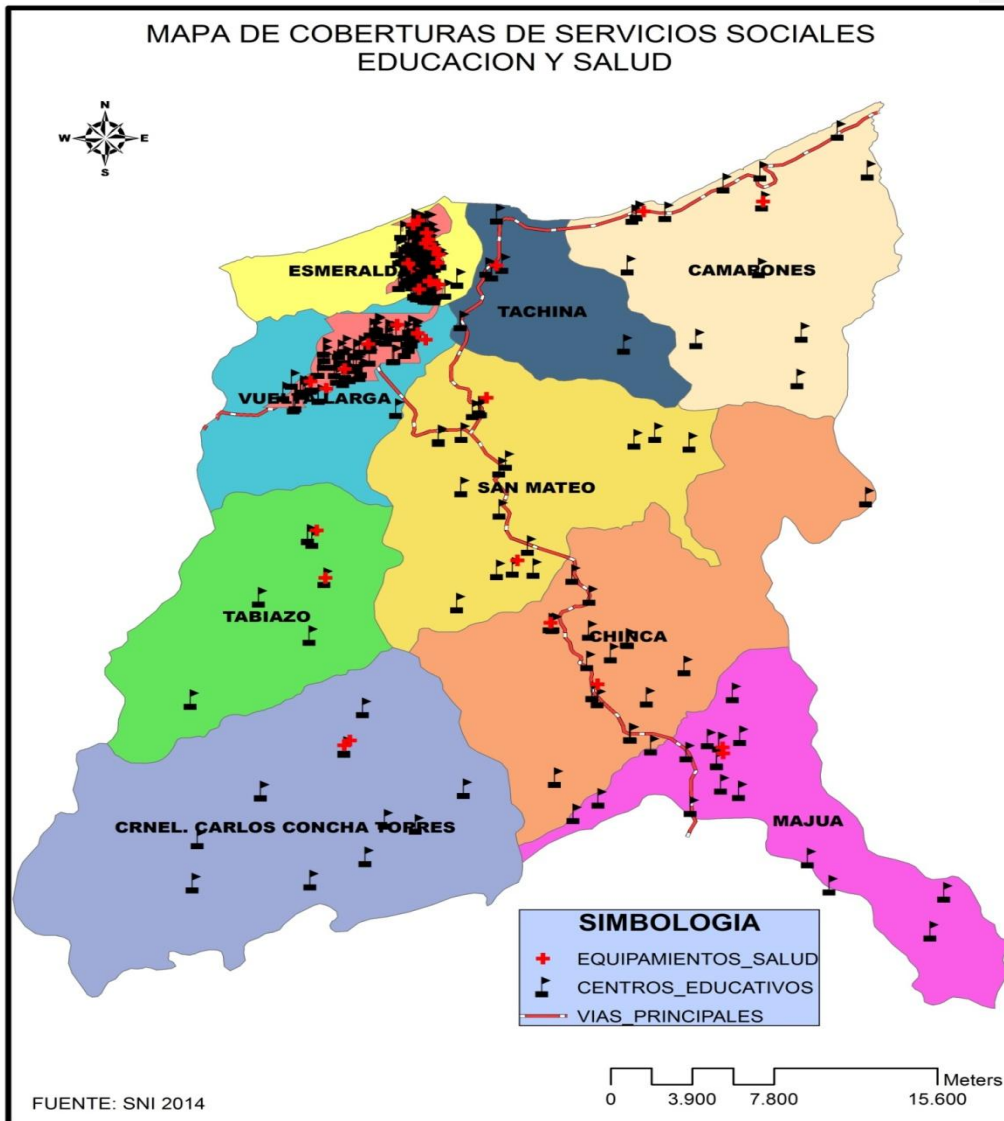 MAPA DE COBERTURAS DE SERVICIOS SOCIALES
EDUCACION Y SALUD
N
W E
S
ESMERALD
CAMARONES
TACHINA
VUELTA LARGA
SAN MATEO
TABIAZO
CHINCA
CRNEL. CARLOS CONCHA TORRES
MAJUA
SIMBOLOGIA
EQUIPAMIENTOS_SALUD
CENTROS_EDUCATIVOS
VIAS_PRINCIPALES
Meters
0 3.900 7.800 15.600
FUENTE: SNI 2014